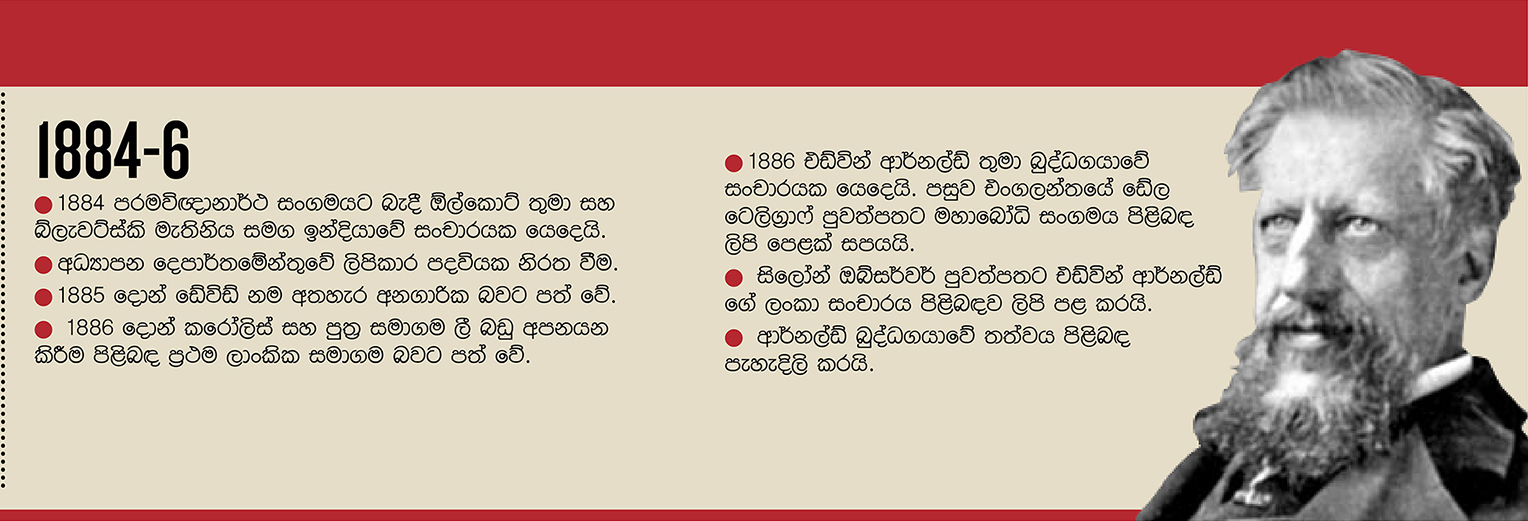 1884-6
1884 පරමවිඥානාර්ථ සංගමයට බැදී ඕල්කොට් තුමා සහ
බ්ලැවට්ස්කි මැතිනිය සමග ඉන්දියාවේ සංචාරයක යෙදෙයි.
අධ්‍යාපන දෙපාර්තමේන්තුවේ ලිපිකාර පදවියක නිරත වීම.
1885 දොන් ඩේවිඩ් නම අතහැර අනගාරික බවට පත් වේ.
1886 දොන් කරෝලිස් සහ පුත්‍ර සමාගම ලී බඩු අපනයන
කිරීම පිළිබඳ ප්‍රථම ලාංකික සමාගම බවට පත් වේ.
1886 එඩ්වින් ආර්නල්ඩ් තුමා බුද්ධගයාවේ
සංචාරයක යෙදෙයි. පසුව එංගලන්තයේ ඩේල
ටෙලිග්‍රාෆ් පුවත්පතට මහාබෝධි සංගමය පිළිබඳ
ලිපි පෙළක් සපයයි.
සිලෝන් ඔබ්සර්වර් පුවත්පතට එඩ්වින් ආර්නල්ඩ්
ගේ ලංකා සංචාරය පිළිබඳව ලිපි පළ කරයි.
ආර්නල්ඩ් බුද්ධගයාවේ තත්වය පිළිබඳ
පැහැදිලි කරයි.